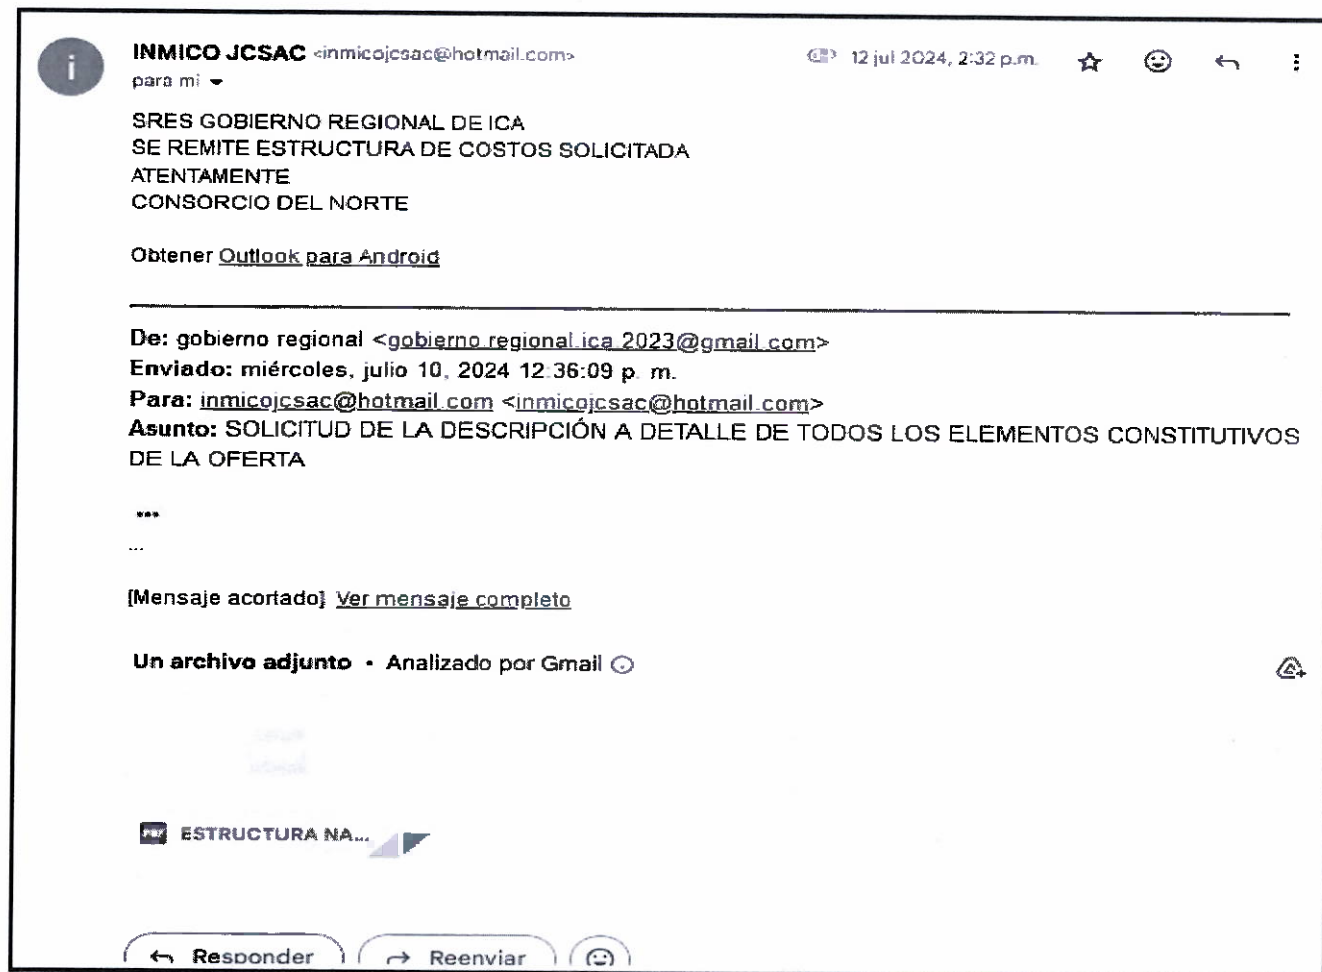 i
INMICO JCSAC <inmicojcsac@hotmail.com>
12 jul 2024, 2:32 p.m.
para mi
SRES GOBIERNO REGIONAL DE ICA
SE REMITE ESTRUCTURA DE COSTOS SOLICITADA
ATENTAMENTE
CONSORCIO DEL NORTE
Obtener Outlook para Android
De: gobierno regional <gobierno.regional.ica.2023@gmail.com>
Enviado: miércoles, julio 10, 2024 12:36:09 p. m.
Para: inmicojcsac@hotmail.com <inmicojcsac@hotmail.com>
Asunto: SOLICITUD DE LA DESCRIPCIÓN A DETALLE DE TODOS LOS ELEMENTOS CONSTITUTIVOS
DE LA OFERTA
...
...
[Mensaje acortado] Ver mensaje completo
Un archivo adjunto • Analizado por Gmail
PDF ESTRUCTURA NA...
Responder
Reenviar